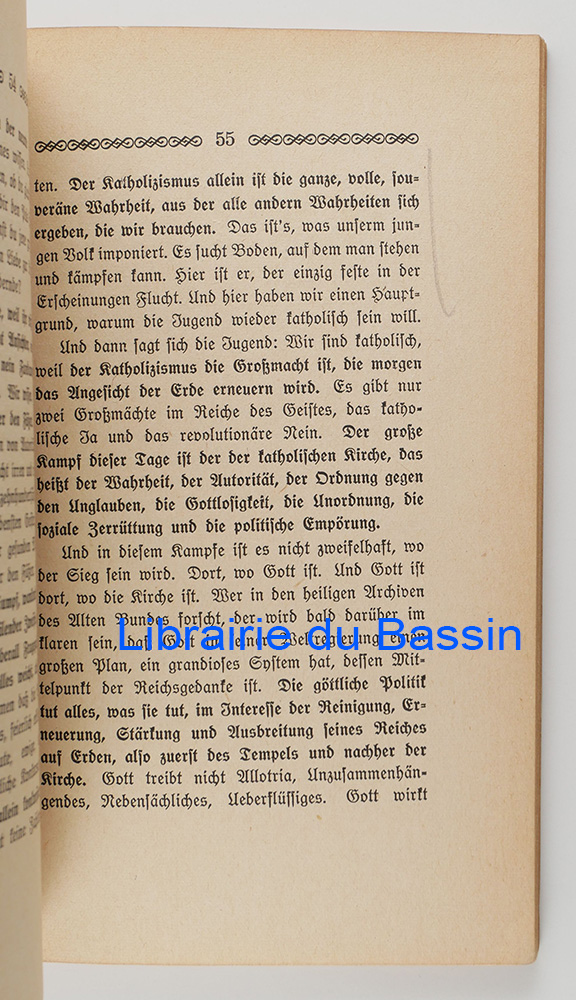 55
ten. Der Katholizismus allein ist die ganze, volle, sou-
veräne Wahrheit, aus der alle andern Wahrheiten sich
ergeben, die wir brauchen. Das ist's, was unserm jun-
gen Volk imponiert. Es sucht Boden, auf dem man stehen
und kämpfen kann. Hier ist er, der einzig feste in der
Erscheinungen Flucht. Und hier haben wir einen Haupt-
grund, warum die Jugend wieder katholisch sein will.
Und dann sagt sich die Jugend: Wir sind katholisch,
weil der Katholizismus die Großmacht ist, die morgen
das Angesicht der Erde erneuern wird. Es gibt nur
zwei Großmächte im Reiche des Geistes, das katho-
lische Ja und das revolutionäre Nein. Der große
Kampf dieser Tage ist der der katholischen Kirche, das
heißt der Wahrheit, der Autorität, der Ordnung gegen
den Unglauben, die Gottlosigkeit, die Unordnung, die
soziale Zerrüttung und die politische Empörung.
Und in diesem Kampfe ist es nicht zweifelhaft, wo
der Sieg sein wird. Dort, wo Gott ist. Und Gott ist
dort, wo die Kirche ist. Wer in den heiligen Archiven
des Alten Bundes forscht, der wird bald darüber im
klaren sein, daß Gott in seiner Weltregierung einen
großen Plan, ein grandioses System hat, dessen Mit-
telpunkt der Reichsgedanke ist. Die göttliche Politik
tut alles, was sie tut, im Interesse der Reinigung, Er-
neuerung, Stärkung und Ausbreitung seines Reiches
auf Erden, also zuerst des Tempels und nachher der
Kirche. Gott treibt nicht Allotria, Unzusammenhän-
gendes, Nebensächliches, Ueberflüssiges. Gott wirkt
Librairie du Bassin